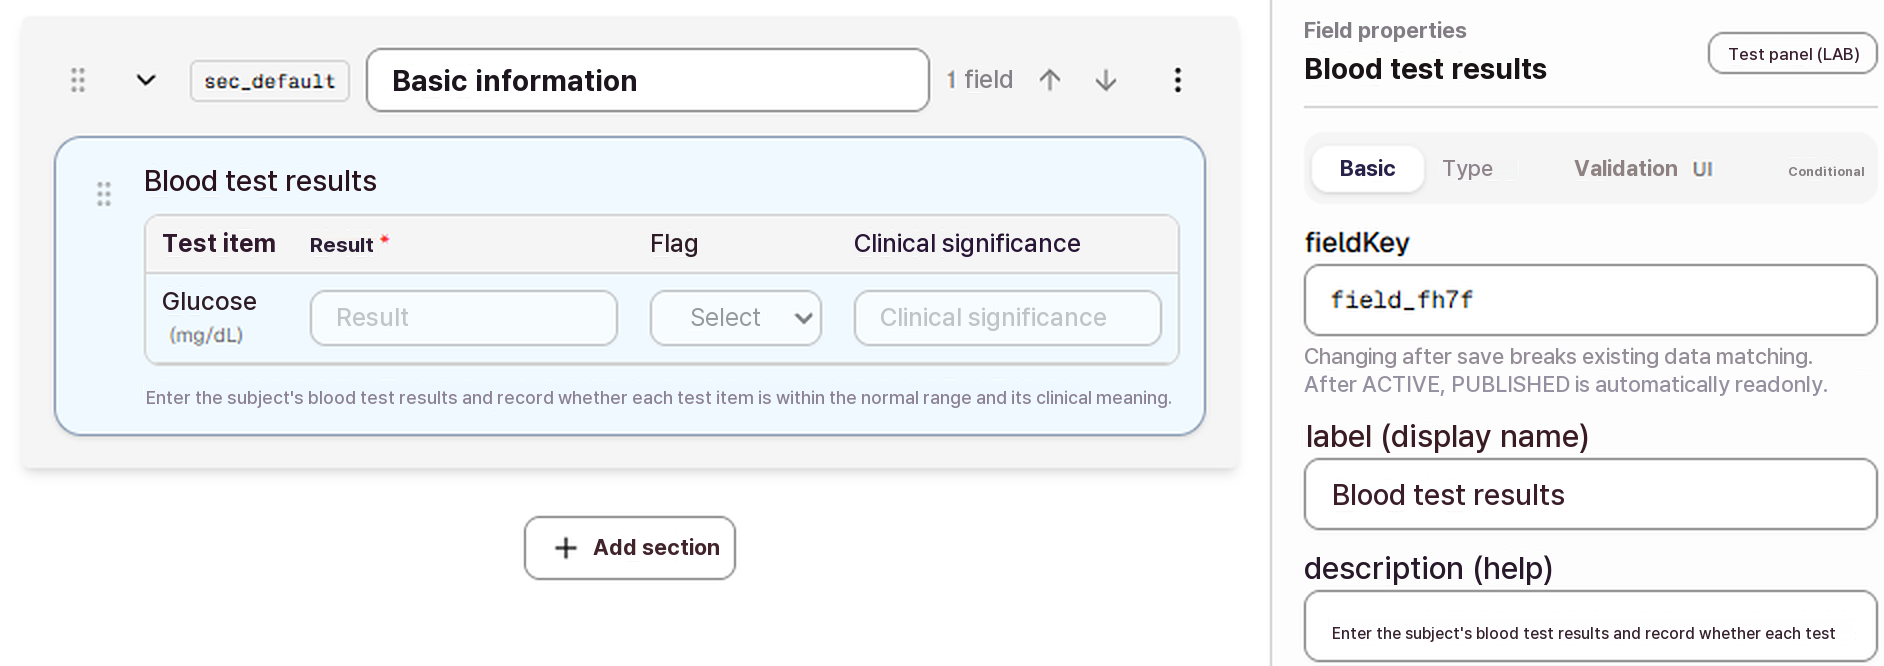 sec_default Basic information 1 field
Blood test results
Test item Result * Flag Clinical significance
Glucose Result Select Clinical significance
(mg/dL)
Enter the subject's blood test results and record whether each test item is within the normal range and its clinical meaning.
Add section
Field properties
Blood test results
Test panel (LAB)
Basic Type Validation UI Conditional
fieldKey
field_fh7f
Changing after save breaks existing data matching.
After ACTIVE, PUBLISHED is automatically readonly.
label (display name)
Blood test results
description (help)
Enter the subject's blood test results and record whether each test